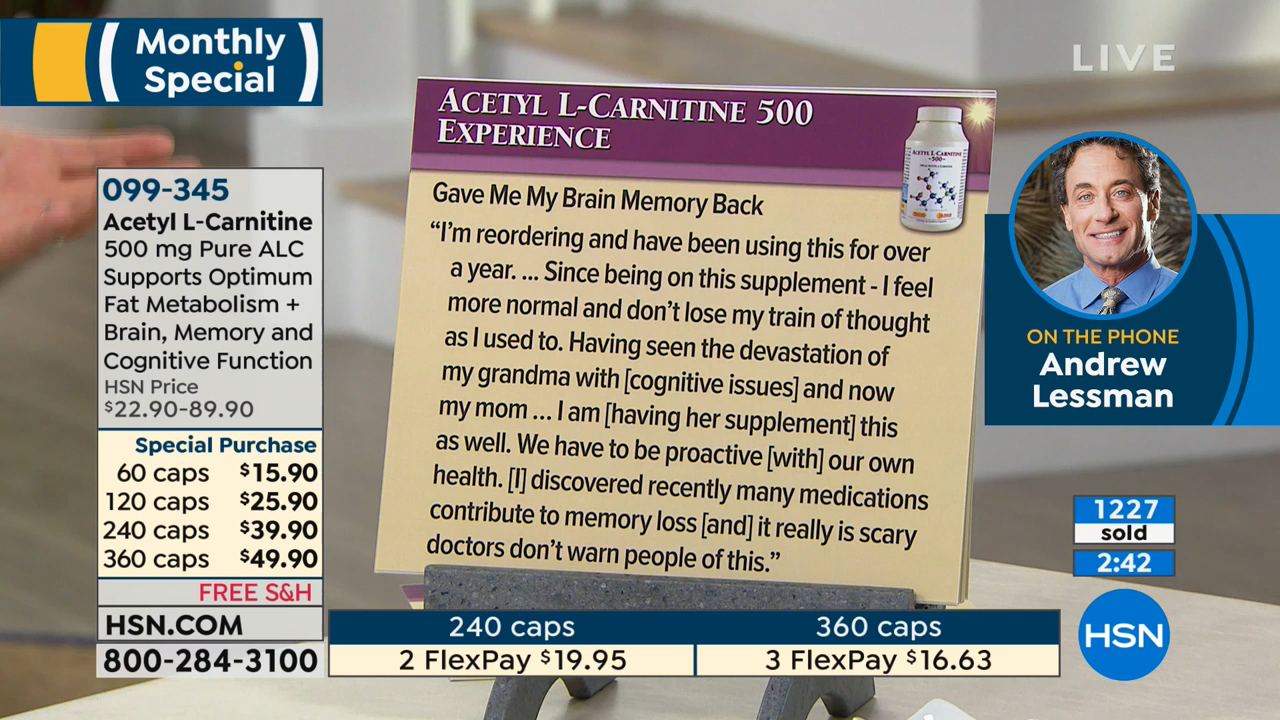 Monthly
Special
LIVE
099-345
Acetyl L-Carnitine
500 mg Pure ALC
Supports Optimum
Fat Metabolism +
Brain, Memory and
Cognitive Function
HSN Price
$22.90-89.90
Special Purchase
60 caps $15.90
120 caps $25.90
240 caps $39.90
360 caps $49.90
FREE S&H
HSN.COM
800-284-3100
ACETYL L-CARNITINE 500
EXPERIENCE
ACETYL L-CARNITINE
-500-
Gave Me My Brain Memory Back
“I’m reordering and have been using this for over
a year. ... Since being on this supplement - I feel
more normal and don’t lose my train of thought
as I used to. Having seen the devastation of
my grandma with [cognitive issues] and now
my mom ... I am [having her supplement] this
as well. We have to be proactive [with] our own
health. [I] discovered recently many medications
contribute to memory loss [and] it really is scary
doctors don’t warn people of this.”
ON THE PHONE
Andrew
Lessman
1227
sold
2:42
HSN
240 caps 360 caps
2 FlexPay $19.95 3 FlexPay $16.63